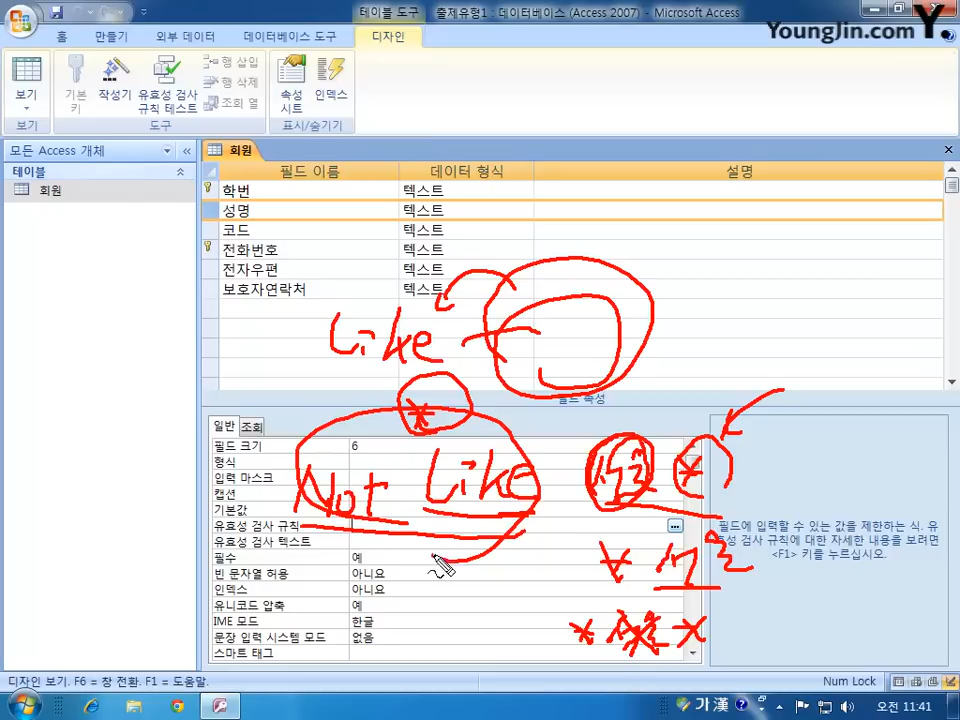 테이블 도구
출제유형1 : 데이터베이스 (Access 2007) - Microsoft Access
YoungJin.com Y.
홈 만들기 외부 데이터 데이터베이스 도구 디자인
보기 기본 키 작성기 유효성 검사 규칙 테스트 행 삽입 행 삭제 조회 열 속성 시트 인덱스
보기 도구 표시/숨기기
모든 Access 개체 회원
테이블
회원
필드 이름 데이터 형식 설명
학번 텍스트
성명 텍스트
코드 텍스트
전화번호 텍스트
전자우편 텍스트
보호자연락처 텍스트
Like
필드 속성
*
일반 조회
필드 크기 6
형식
입력 마스크
캡션
기본값
Not Like *
유효성 검사 규칙
유효성 검사 텍스트
필수 예
빈 문자열 허용 아니요
인덱스 아니요
유니코드 압축 예
IME 모드 한글
문장 입력 시스템 모드 없음
스마트 태그
필드에 입력할 수 있는 값을 제한하는 식. 유
효성 검사 규칙에 대한 자세한 내용을 보려면
<F1> 키를 누르십시오.
디자인 보기. F6 = 창 전환. F1 = 도움말. Num Lock
가 漢 오전 11:41